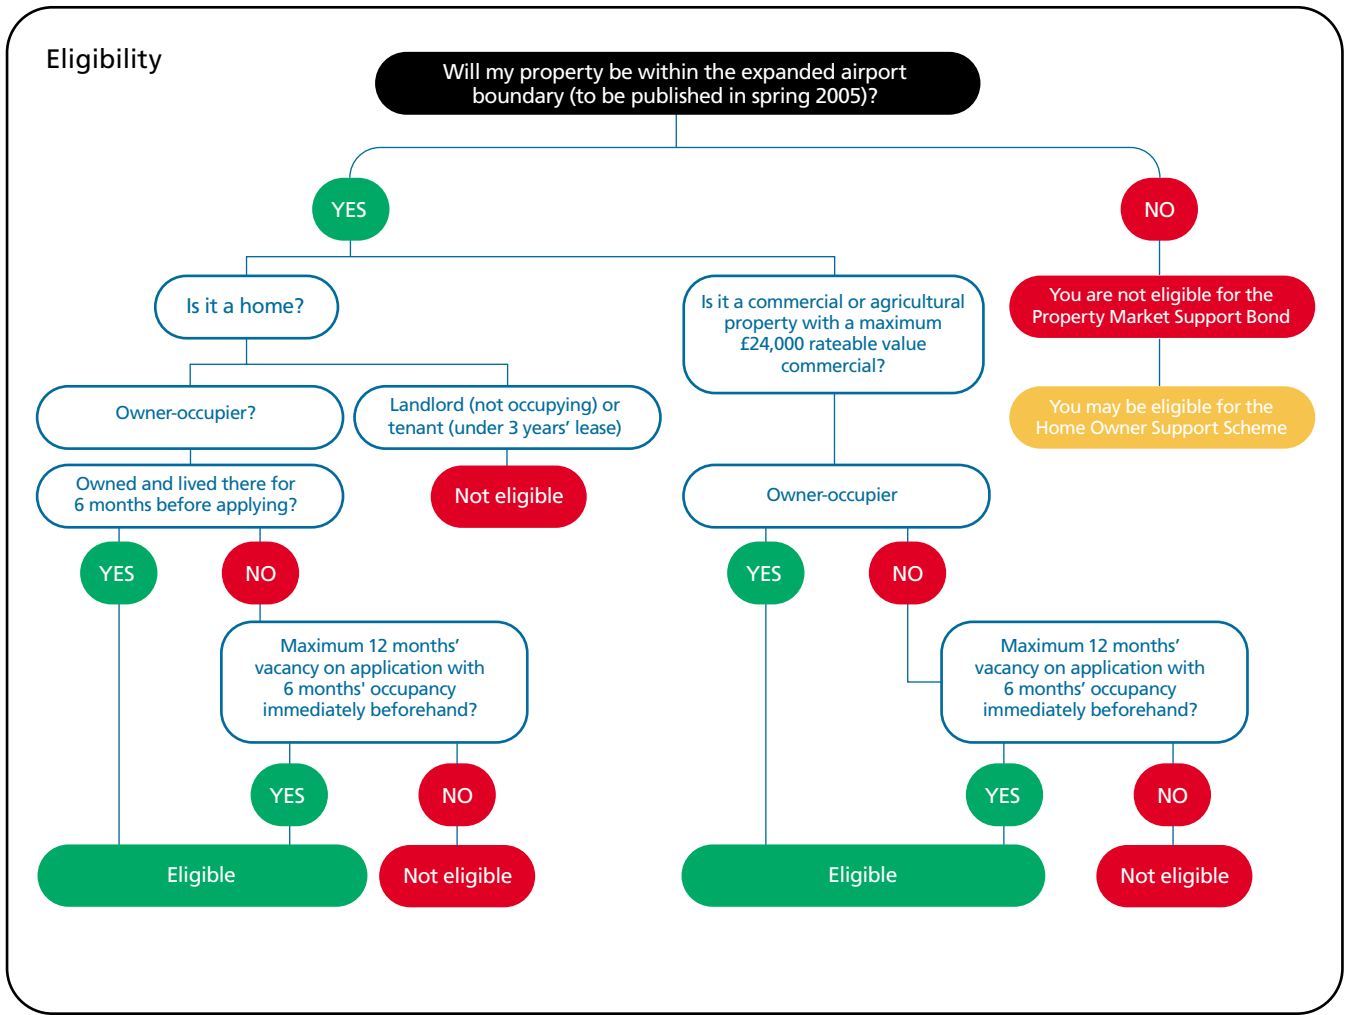 Eligibility
Will my property be within the expanded airport
boundary (to be published in spring 2005)?
YES
NO
Is it a home?
Is it a commercial or agricultural
property with a maximum
£24,000 rateable value
commercial?
You are not eligible for the
Property Market Support Bond
Owner-occupier?
Landlord (not occupying) or
tenant (under 3 years’ lease)
You may be eligible for the
Home Owner Support Scheme
Owned and lived there for
6 months before applying?
Not eligible
Owner-occupier
YES
NO
YES
NO
Maximum 12 months’
vacancy on application with
6 months' occupancy
immediately beforehand?
Maximum 12 months’
vacancy on application with
6 months’ occupancy
immediately beforehand?
YES
NO
YES
NO
Eligible
Not eligible
Eligible
Not eligible